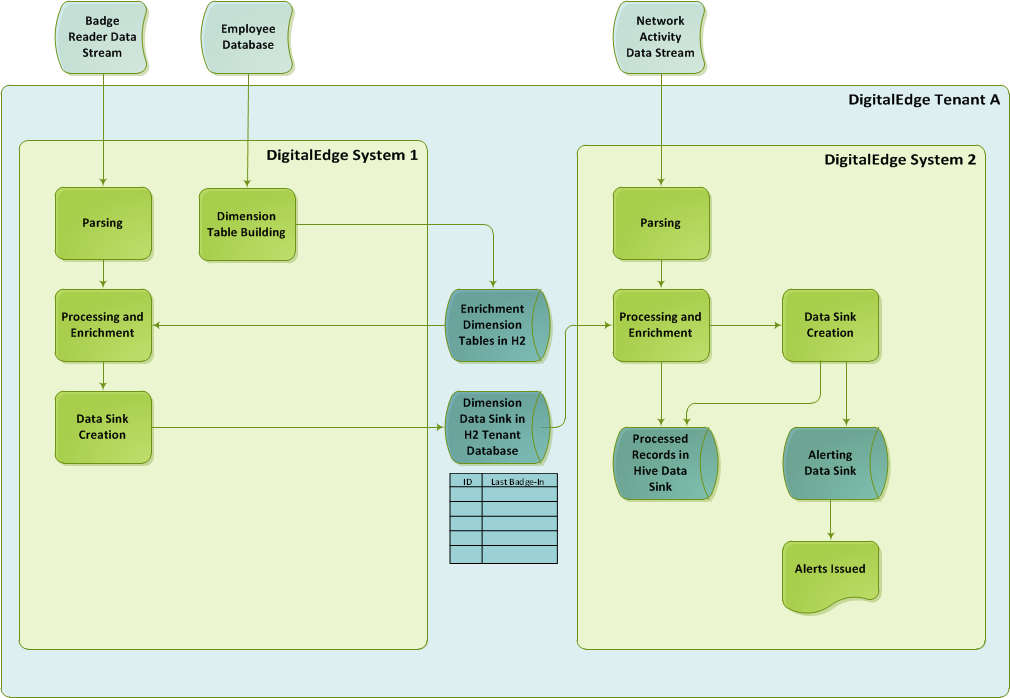 Badge
Reader Data
Stream
Employee
Database
Network
Activity
Data Stream
DigitalEdge Tenant A
DigitalEdge System 1
DigitalEdge System 2
Parsing
Dimension
Table Building
Parsing
Processing and
Enrichment
Enrichment
Dimension
Tables in H2
Processing and
Enrichment
Data Sink
Creation
Data Sink
Creation
Dimension
Data Sink in
H2 Tenant
Database
Processed
Records in
Hive Data
Sink
Alerting
Data Sink
ID Last Badge-In
Alerts Issued